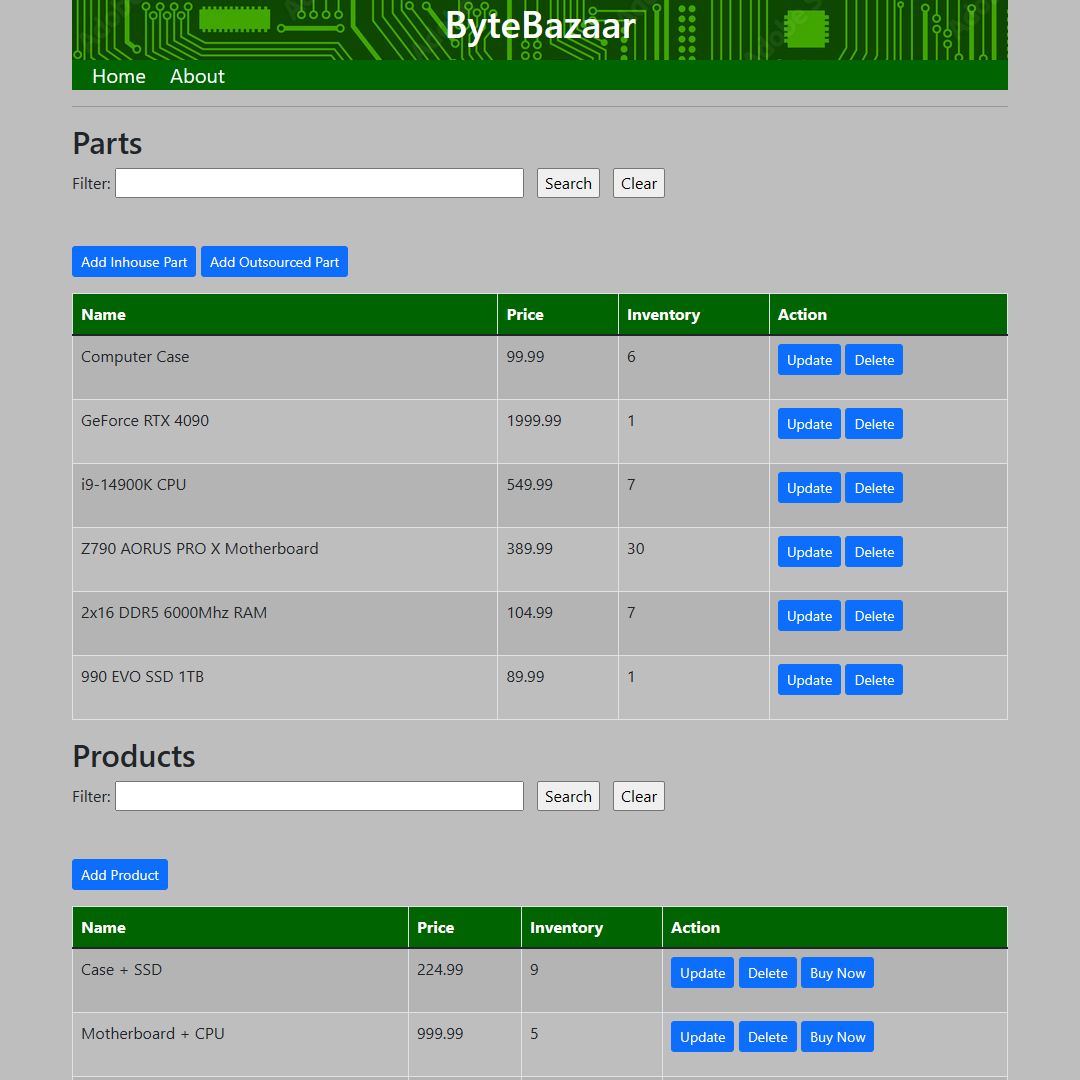 ByteBazaar
Home About
Parts
Filter: Search Clear
Add Inhouse Part Add Outsourced Part
Name Price Inventory Action
Computer Case 99.99 6 Update Delete
GeForce RTX 4090 1999.99 1 Update Delete
i9-14900K CPU 549.99 7 Update Delete
Z790 AORUS PRO X Motherboard 389.99 30 Update Delete
2x16 DDR5 6000Mhz RAM 104.99 7 Update Delete
990 EVO SSD 1TB 89.99 1 Update Delete
Products
Filter: Search Clear
Add Product
Name Price Inventory Action
Case + SSD 224.99 9 Update Delete Buy Now
Motherboard + CPU 999.99 5 Update Delete Buy Now